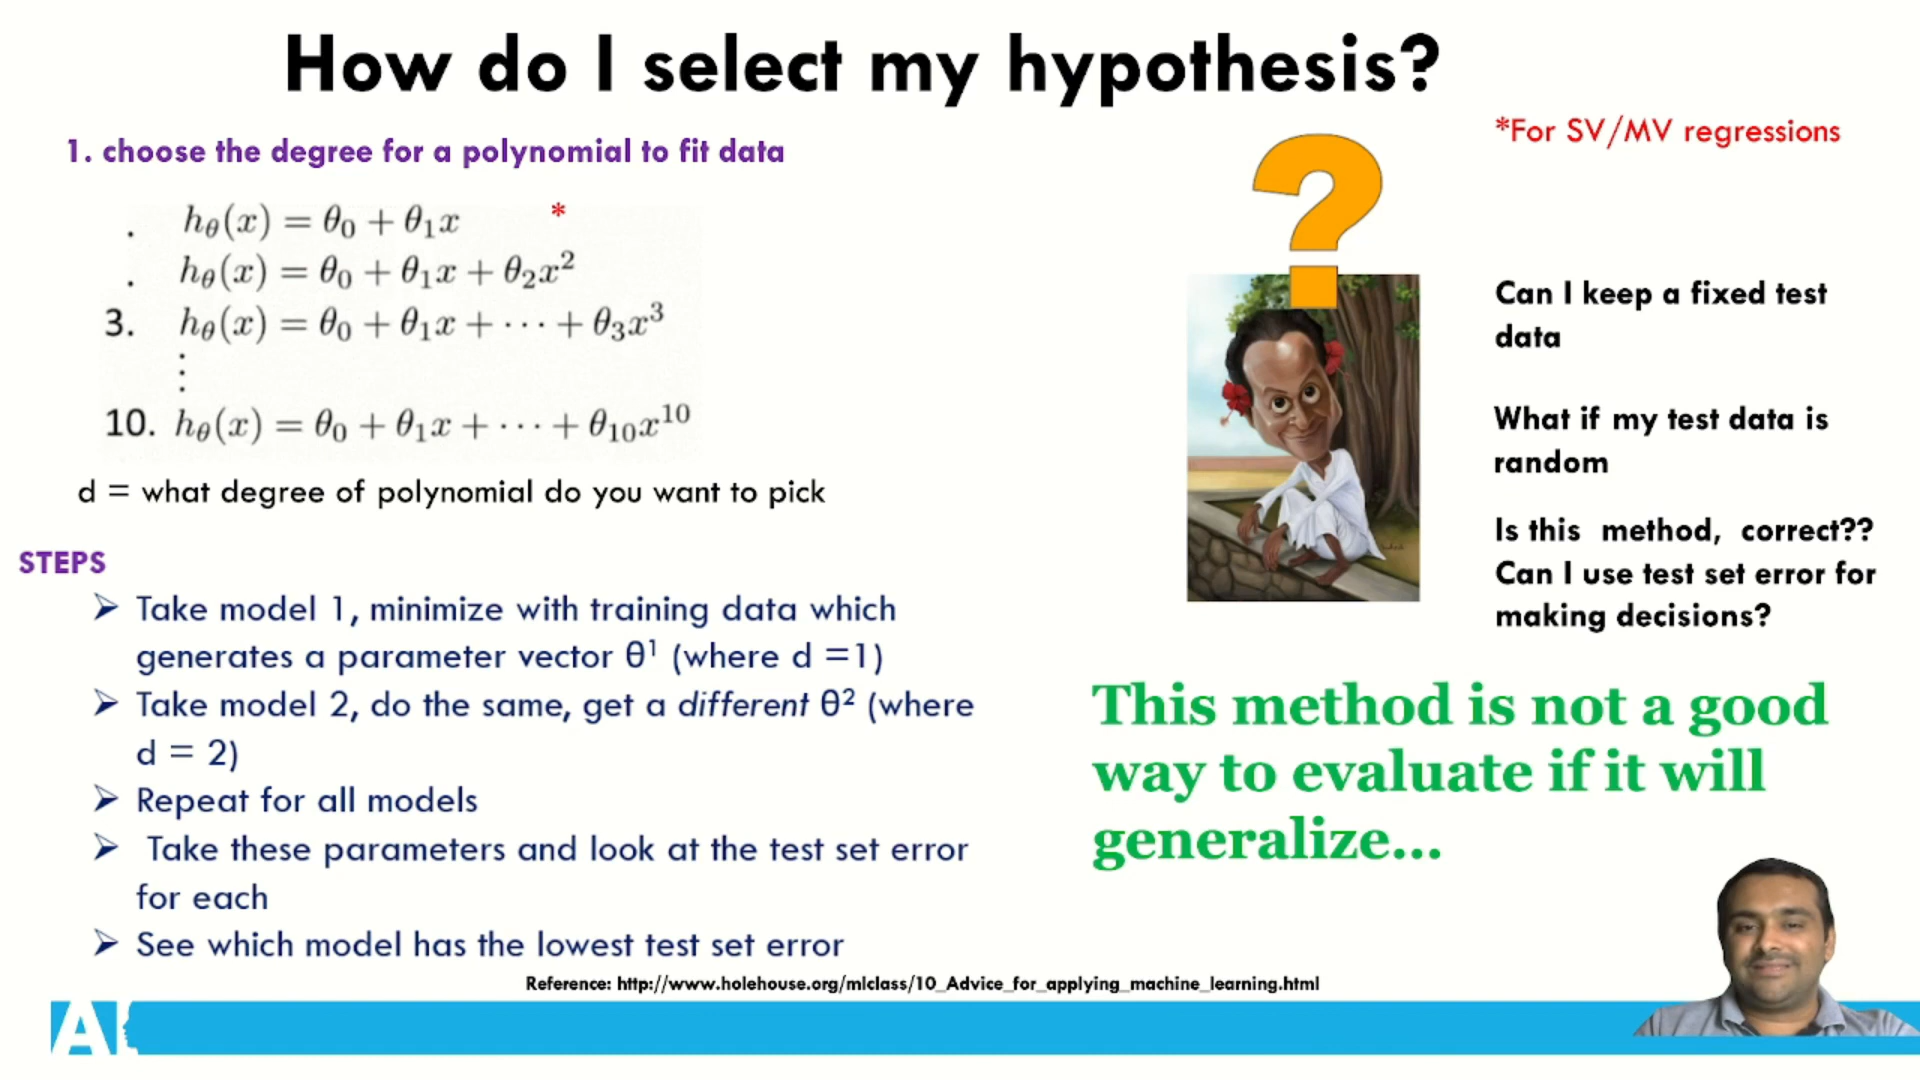 How do I select my hypothesis?
*For SV/MV regressions
1. choose the degree for a polynomial to fit data
. hθ(x) = θ₀ + θ₁x *
. hθ(x) = θ₀ + θ₁x + θ₂x²
3. hθ(x) = θ₀ + θ₁x + ⋯ + θ₃x³
⋮
10. hθ(x) = θ₀ + θ₁x + ⋯ + θ₁₀x¹⁰
d = what degree of polynomial do you want to pick
STEPS
➢ Take model 1, minimize with training data which
generates a parameter vector θ¹ (where d =1)
➢ Take model 2, do the same, get a different θ² (where
d = 2)
➢ Repeat for all models
➢ Take these parameters and look at the test set error
for each
➢ See which model has the lowest test set error
?
Can I keep a fixed test
data
What if my test data is
random
Is this method, correct??
Can I use test set error for
making decisions?
This method is not a good
way to evaluate if it will
generalize...
Reference: http://www.holehouse.org/mlclass/10_Advice_for_applying_machine_learning.html
AI